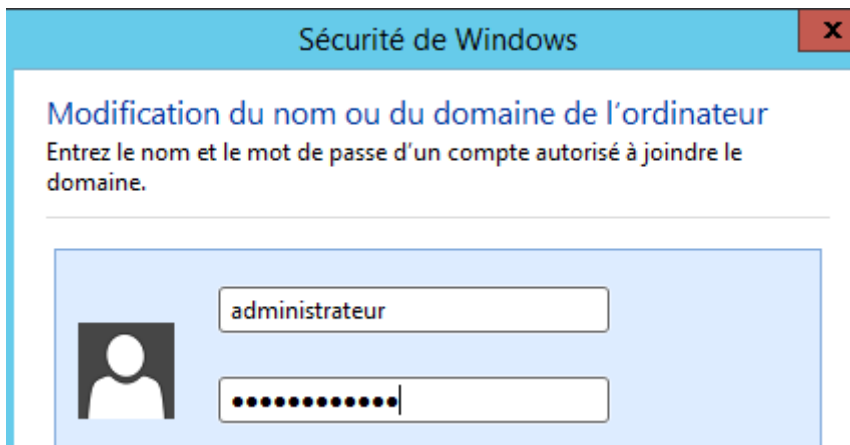 Sécurité de Windows
x
Modification du nom ou du domaine de l'ordinateur
Entrez le nom et le mot de passe d'un compte autorisé à joindre le
domaine.
administrateur
●●●●●●●●●●●●